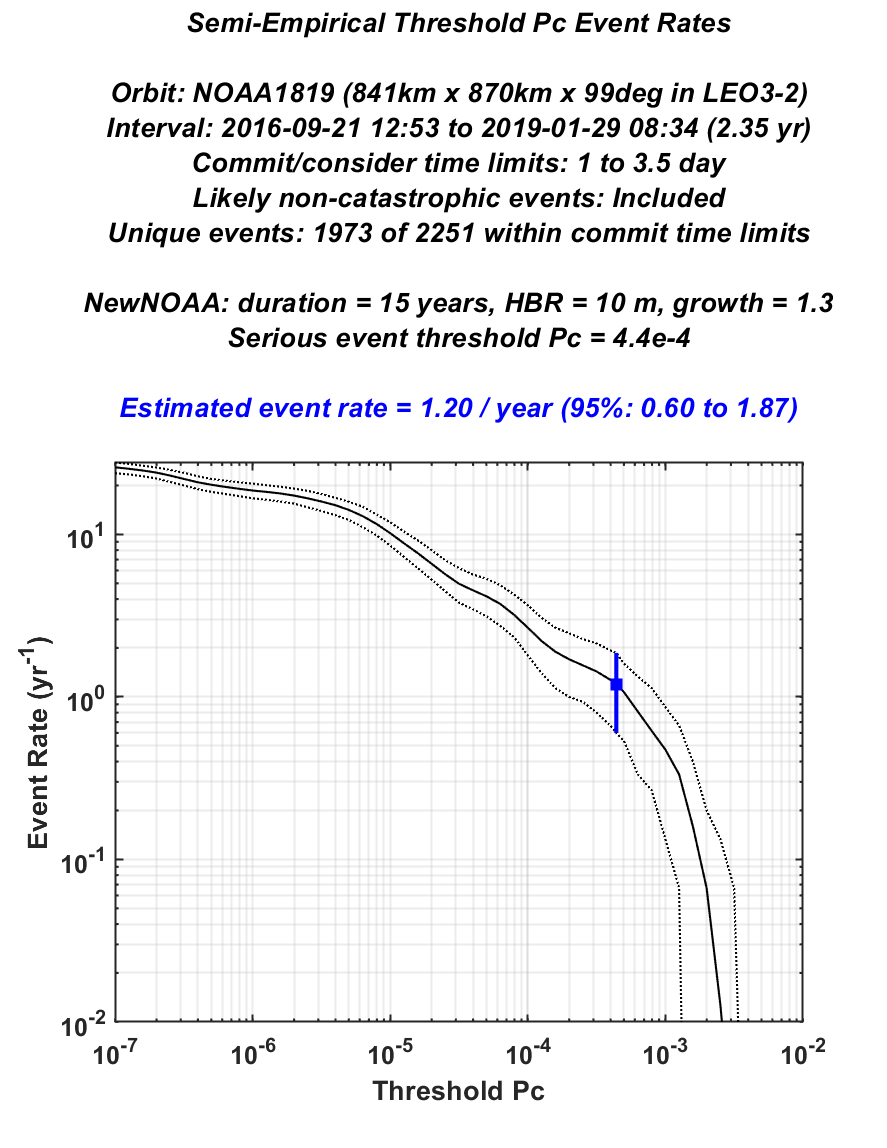 Semi-Empirical Threshold Pc Event Rates
Orbit: NOAA1819 (841km x 870km x 99deg in LEO3-2)
Interval: 2016-09-21 12:53 to 2019-01-29 08:34 (2.35 yr)
Commit/consider time limits: 1 to 3.5 day
Likely non-catastrophic events: Included
Unique events: 1973 of 2251 within commit time limits
NewNOAA: duration = 15 years, HBR = 10 m, growth = 1.3
Serious event threshold Pc = 4.4e-4
Estimated event rate = 1.20 / year (95%: 0.60 to 1.87)
10^1
10^0
10^-1
10^-2
Event Rate (yr^-1)
10^-7 10^-6 10^-5 10^-4 10^-3 10^-2
Threshold Pc